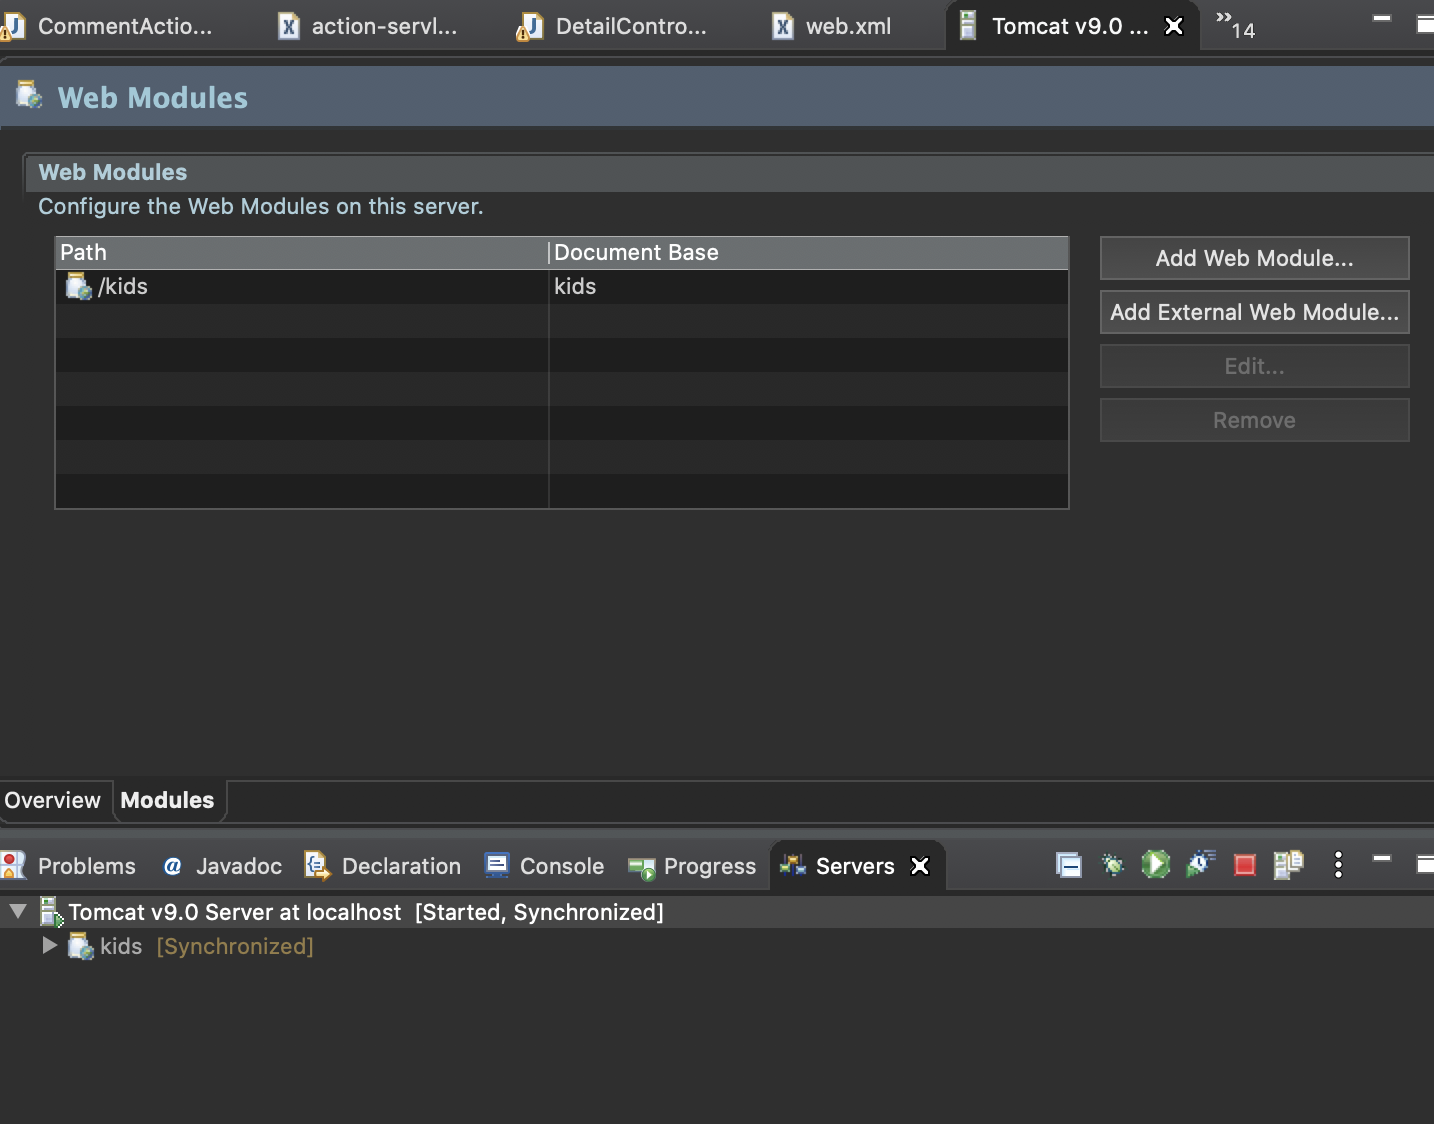 CommentActio...
action-servl...
DetailContro...
web.xml
Tomcat v9.0 ...
14
Web Modules
Web Modules
Configure the Web Modules on this server.
Path Document Base
/kids kids
Add Web Module...
Add External Web Module...
Edit...
Remove
Overview Modules
Problems
@ Javadoc
Declaration
Console
Progress
Servers
Tomcat v9.0 Server at localhost [Started, Synchronized]
kids [Synchronized]